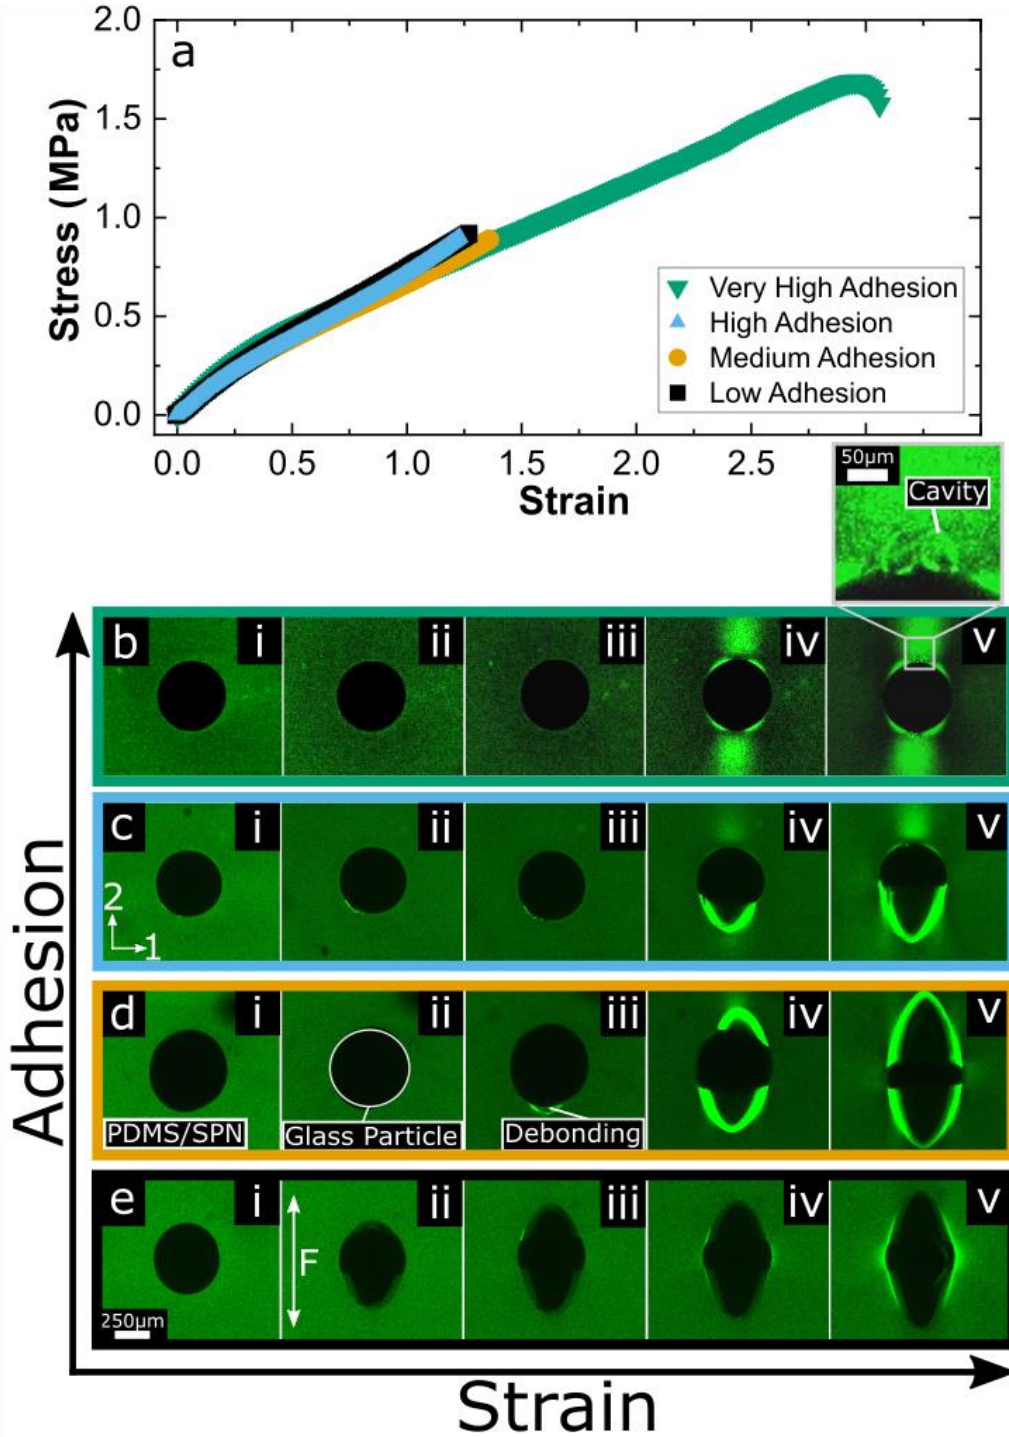 2.0
a
1.5
1.0
0.5
0.0
Stress (MPa)
Very High Adhesion
High Adhesion
Medium Adhesion
Low Adhesion
0.0 0.5 1.0 1.5 2.0 2.5
Strain
50µm
Cavity
b i ii iii iv v
c i ii iii iv v
2
1
d i ii iii iv v
PDMS/SPN Glass Particle Debonding
e i ii iii iv v
F
250µm
Adhesion
Strain